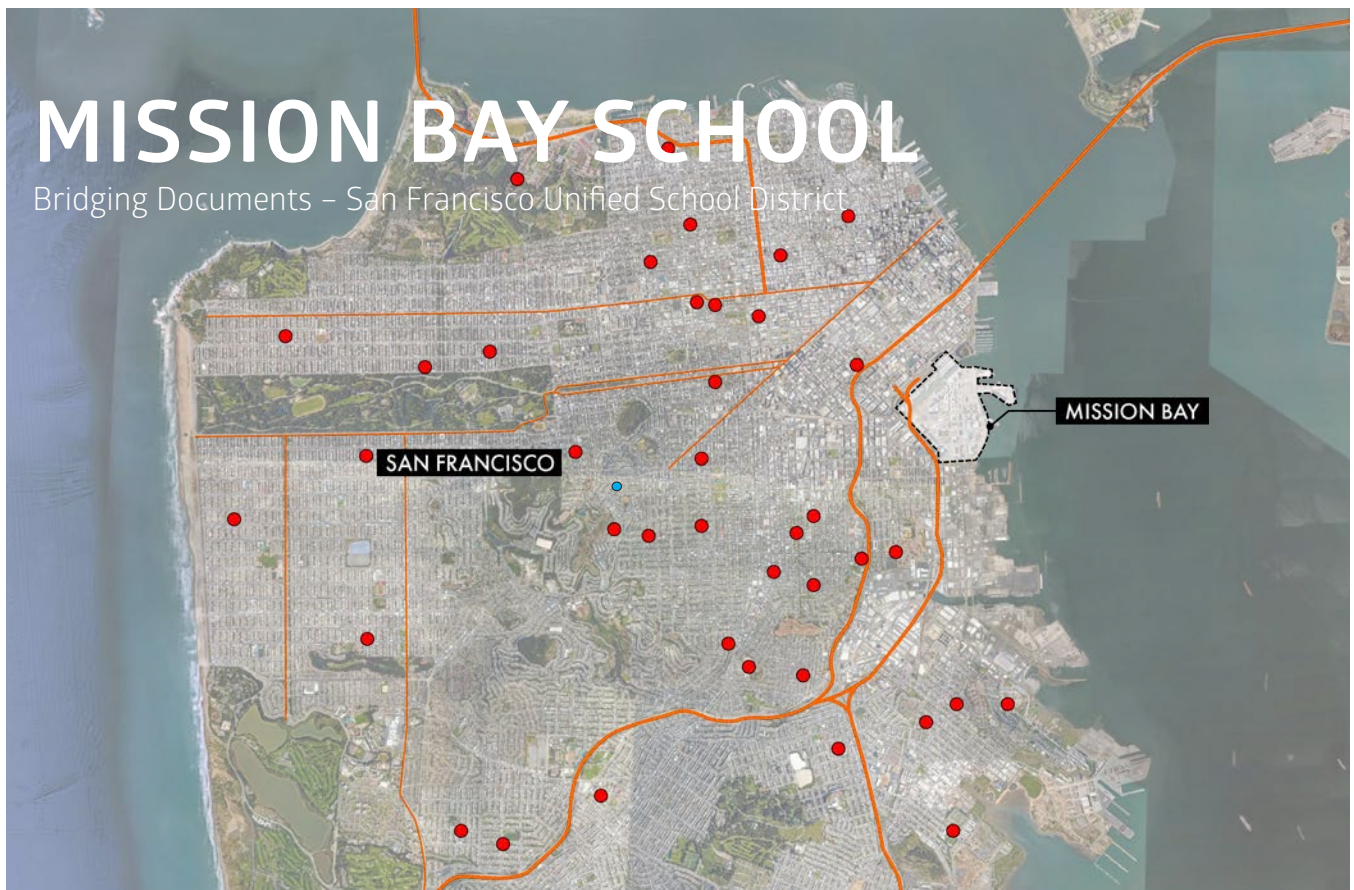 MISSION BAY SCHOOL
Bridging Documents – San Francisco Unified School District
MISSION BAY
SAN FRANCISCO